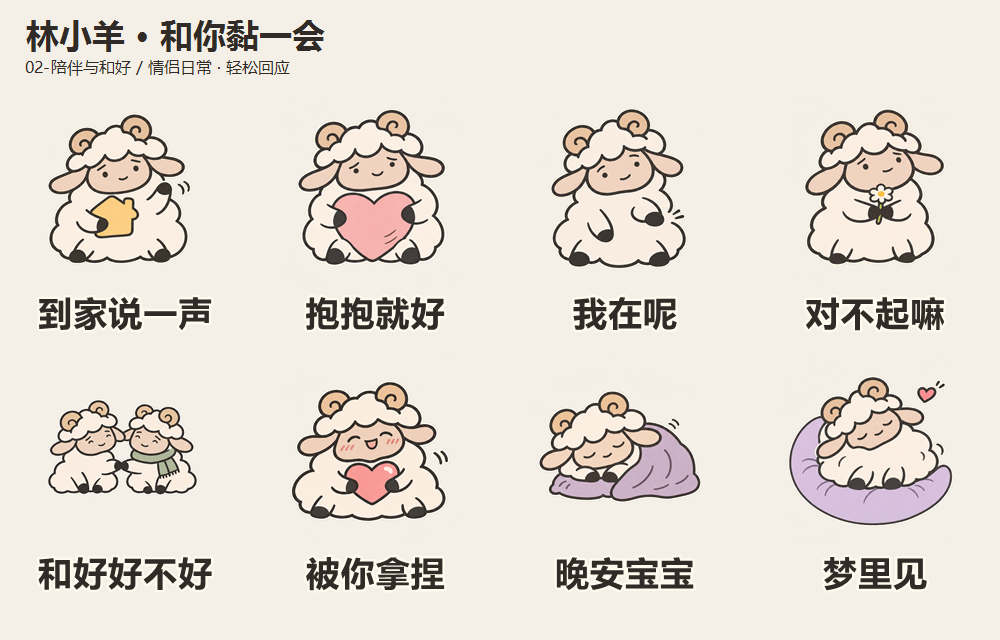 林小羊 · 和你黏一会
02-陪伴与和好 / 情侣日常 · 轻松回应
到家说一声
抱抱就好
我在呢
对不起嘛
和好好不好
被你拿捏
晚安宝宝
梦里见